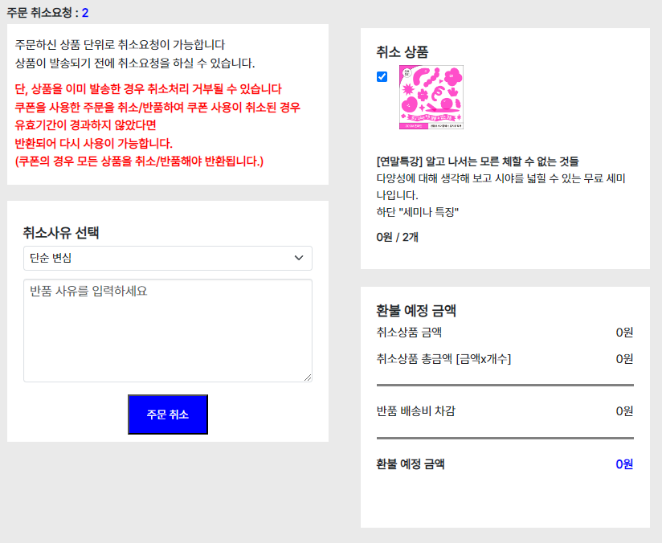 주문 취소요청 : 2
주문하신 상품 단위로 취소요청이 가능합니다
상품이 발송되기 전에 취소요청을 하실 수 있습니다.
단, 상품을 이미 발송한 경우 취소처리 거부될 수 있습니다
쿠폰을 사용한 주문을 취소/반품하여 쿠폰 사용이 취소된 경우
유효기간이 경과하지 않았다면
반환되어 다시 사용이 가능합니다.
(쿠폰의 경우 모든 상품을 취소/반품해야 반환됩니다.)
취소사유 선택
단순 변심
반품 사유를 입력하세요
주문 취소
취소 상품
[연말특강] 알고 나서는 모른 체할 수 없는 것들
다양성에 대해 생각해 보고 시야를 넓힐 수 있는 무료 세미
나입니다.
하단 "세미나 특징"
0원 / 2개
환불 예정 금액
취소상품 금액 0원
취소상품 총금액 [금액x개수] 0원
반품 배송비 차감 0원
환불 예정 금액 0원